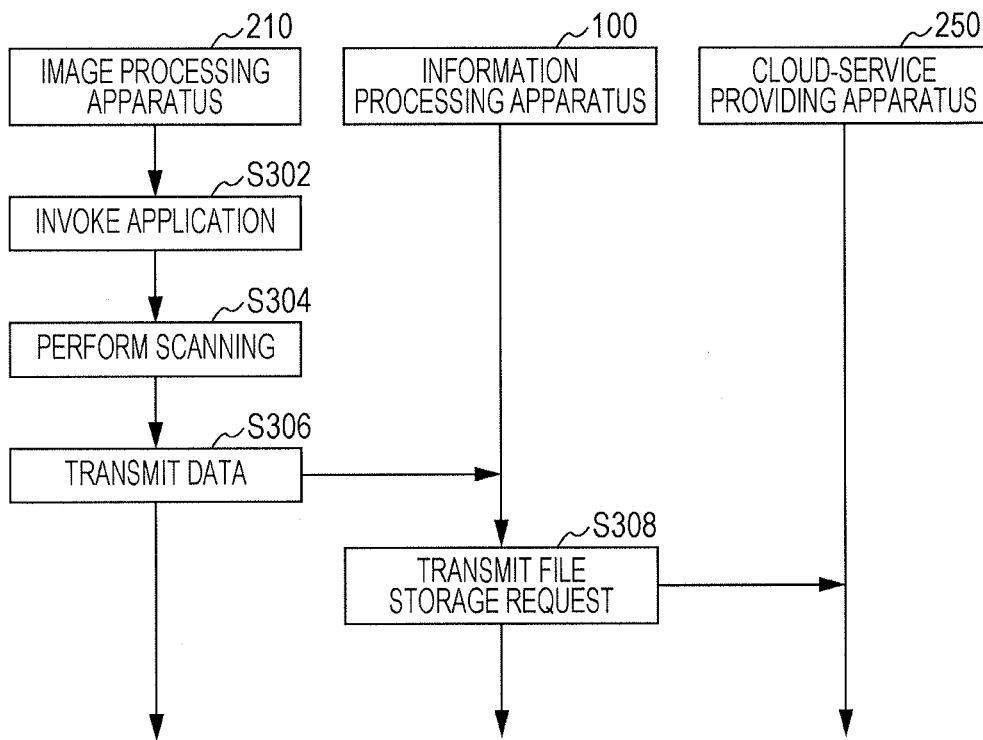 210
IMAGE PROCESSING
APPARATUS
100
INFORMATION
PROCESSING APPARATUS
250
CLOUD-SERVICE
PROVIDING APPARATUS
S302
INVOKE APPLICATION
S304
PERFORM SCANNING
S306
TRANSMIT DATA
S308
TRANSMIT FILE
STORAGE REQUEST